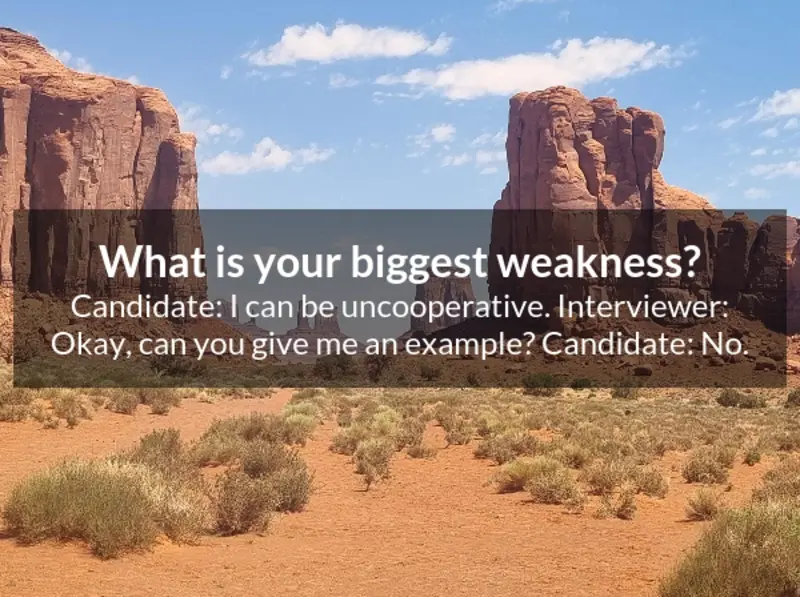 What is your biggest weakness?
Candidate: I can be uncooperative. Interviewer:
Okay, can you give me an example? Candidate: No.